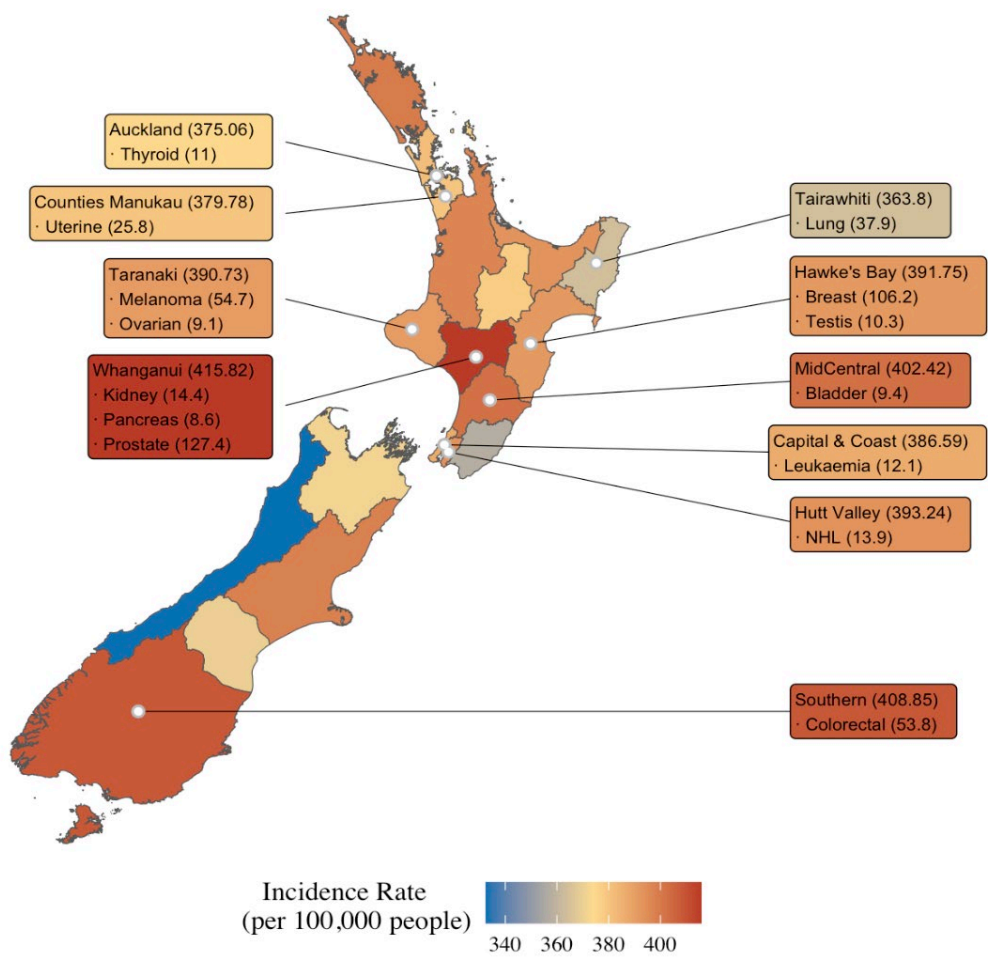 Auckland (375.06)
· Thyroid (11)
Counties Manukau (379.78)
· Uterine (25.8)
Taranaki (390.73)
· Melanoma (54.7)
· Ovarian (9.1)
Whanganui (415.82)
· Kidney (14.4)
· Pancreas (8.6)
· Prostate (127.4)
Tairawhiti (363.8)
· Lung (37.9)
Hawke's Bay (391.75)
· Breast (106.2)
· Testis (10.3)
MidCentral (402.42)
· Bladder (9.4)
Capital & Coast (386.59)
· Leukaemia (12.1)
Hutt Valley (393.24)
· NHL (13.9)
Southern (408.85)
· Colorectal (53.8)
Incidence Rate
(per 100,000 people)
340 360 380 400